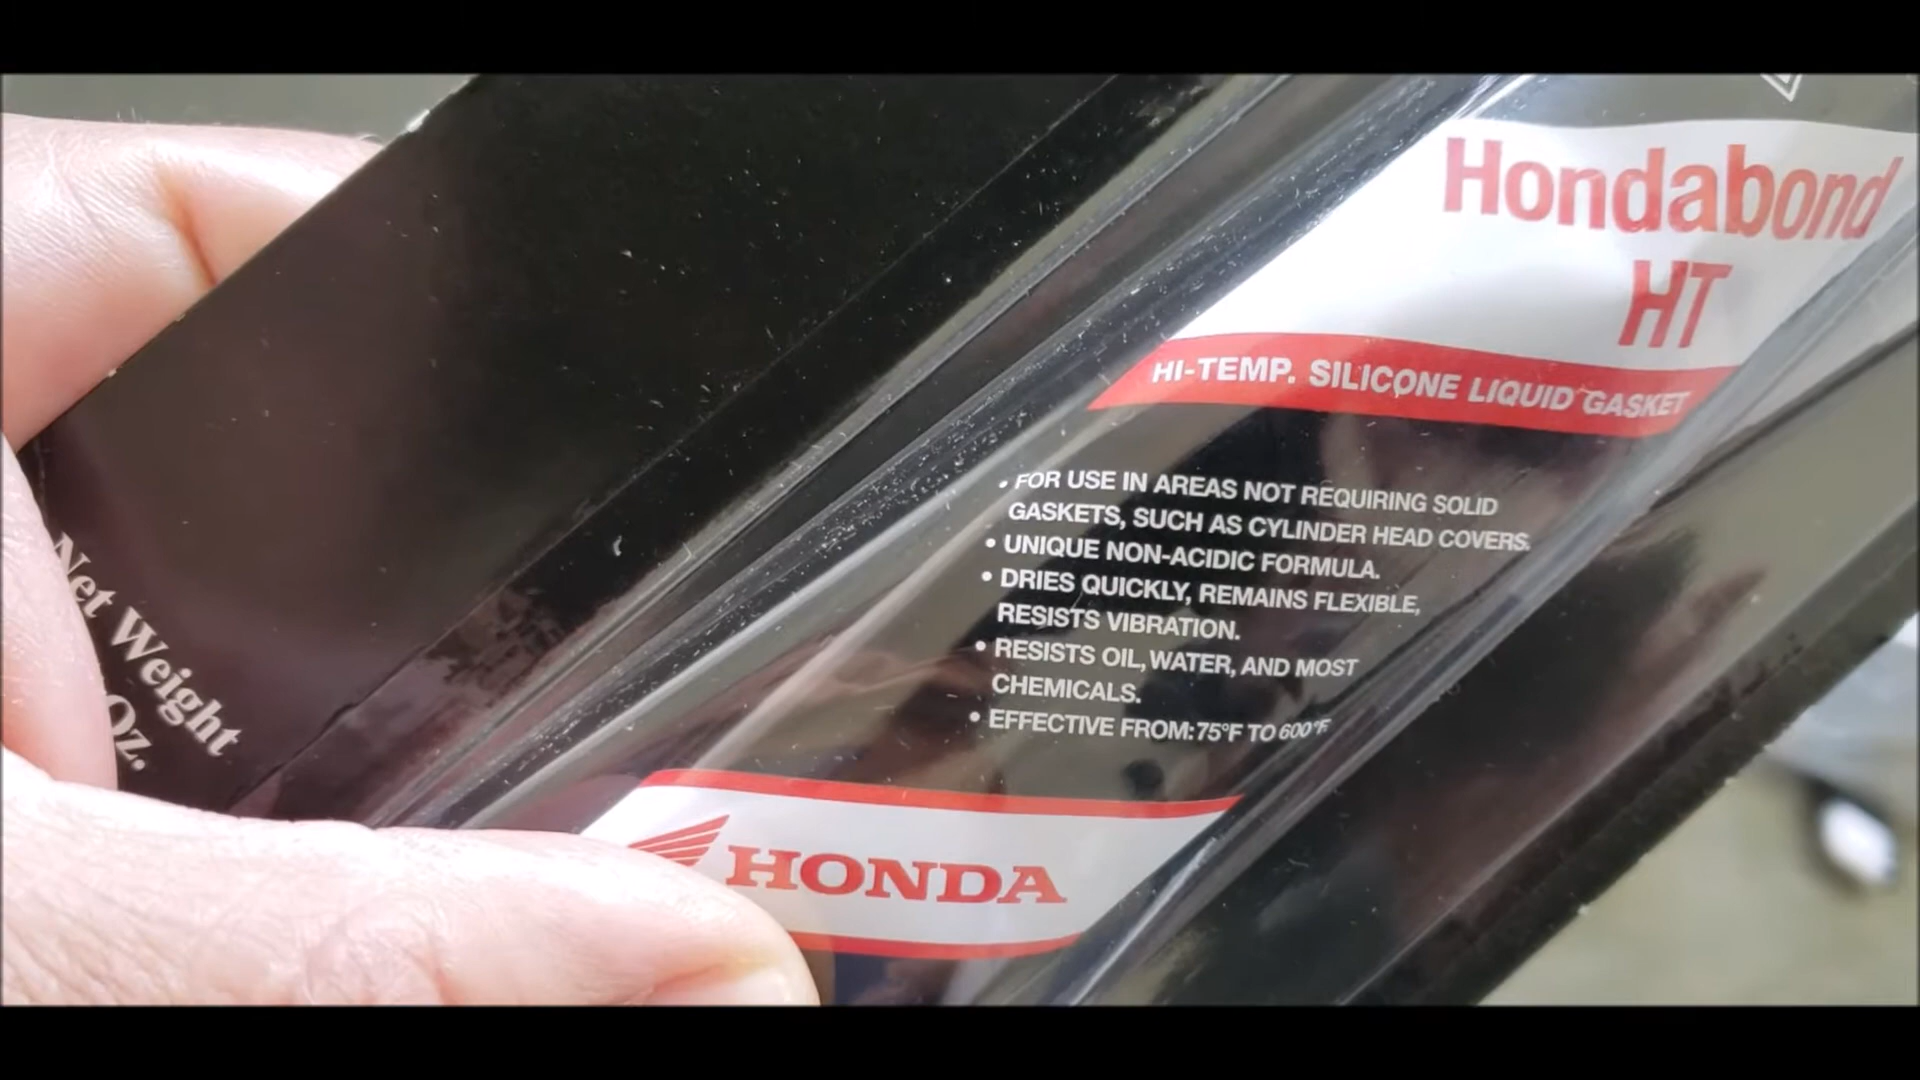 Hondabond
HT
HI-TEMP. SILICONE LIQUID GASKET
• FOR USE IN AREAS NOT REQUIRING SOLID
GASKETS, SUCH AS CYLINDER HEAD COVERS.
• UNIQUE NON-ACIDIC FORMULA.
• DRIES QUICKLY, REMAINS FLEXIBLE,
RESISTS VIBRATION.
• RESISTS OIL, WATER, AND MOST
CHEMICALS.
• EFFECTIVE FROM: 75°F TO 600°F
HONDA
Net Weight
Oz.